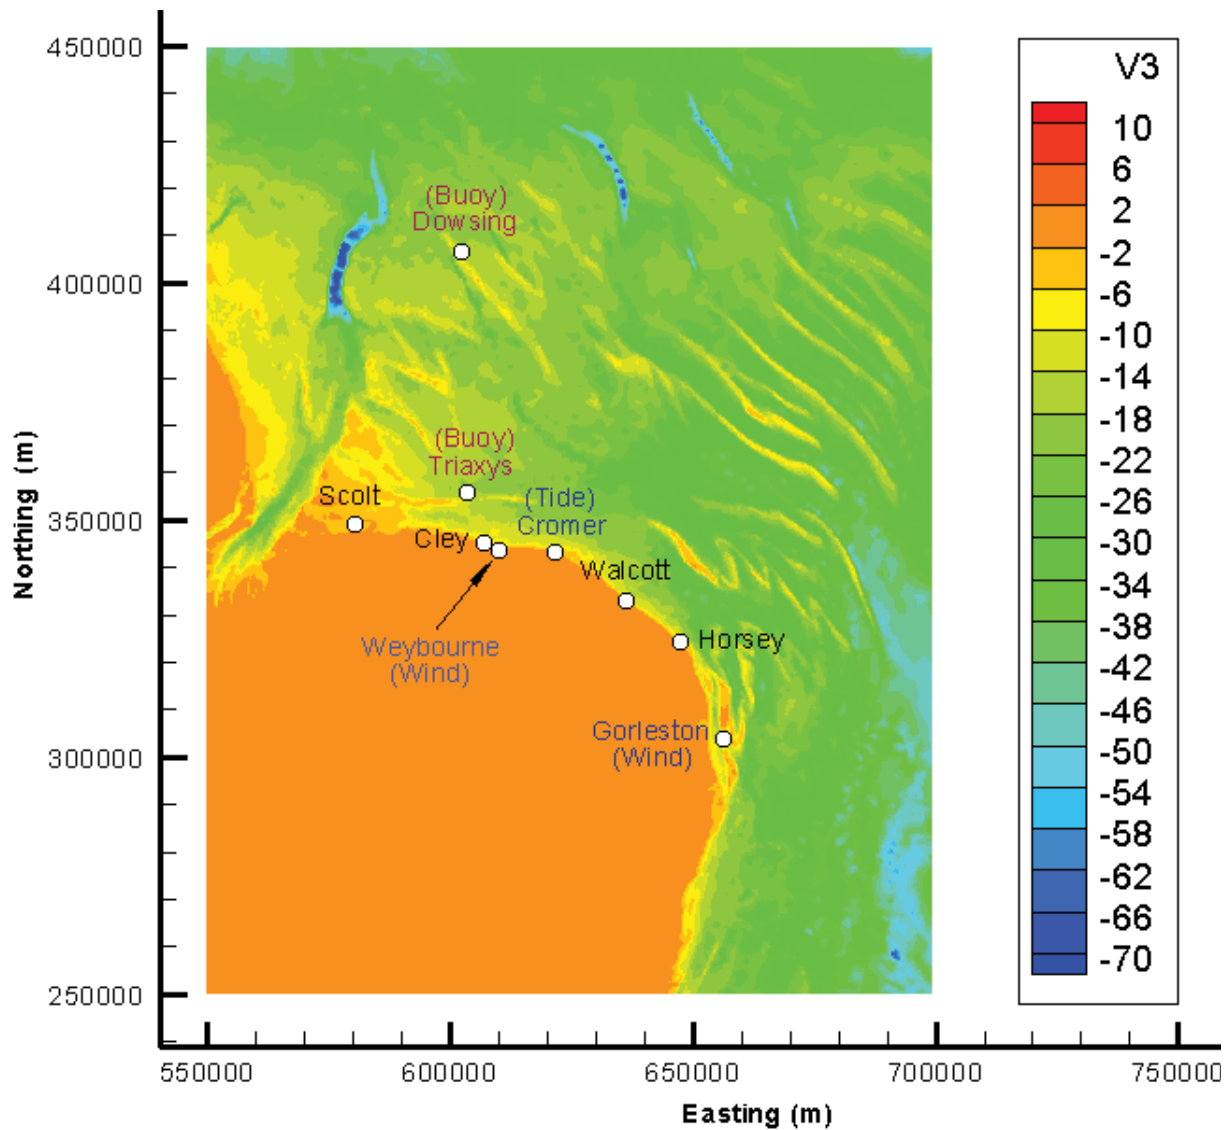 450000
400000
350000
300000
250000
Northing (m)
550000
600000
650000
700000
750000
Easting (m)
(Buoy)
Dowsing
(Buoy)
Triaxys
Scolt
(Tide)
Cromer
Cley
Walcott
Weybourne
(Wind)
Horsey
Gorleston
(Wind)
V3
10
6
2
-2
-6
-10
-14
-18
-22
-26
-30
-34
-38
-42
-46
-50
-54
-58
-62
-66
-70